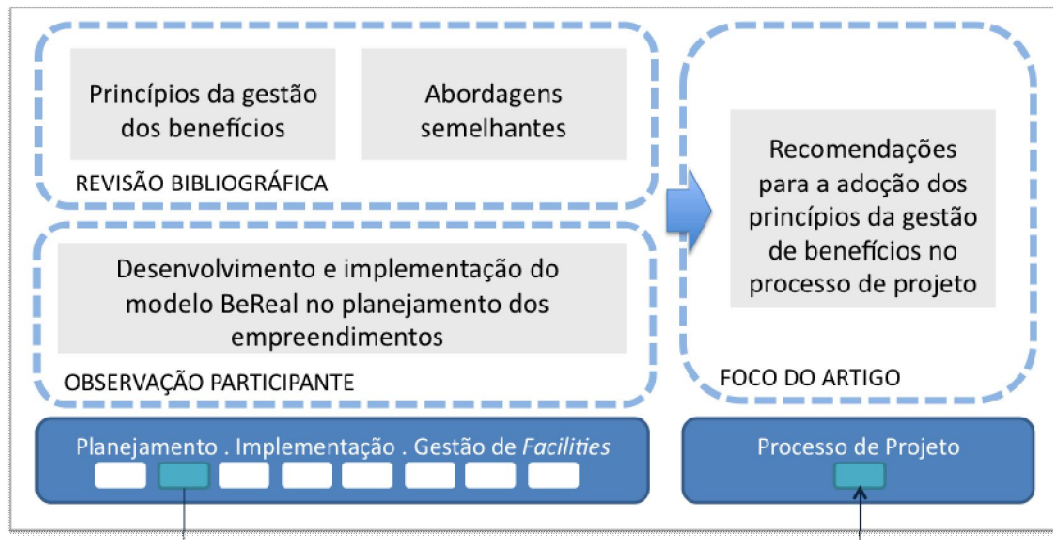 Princípios da gestão
dos benefícios
Abordagens
semelhantes
REVISÃO BIBLIOGRÁFICA
Desenvolvimento e implementação do
modelo BeReal no planejamento dos
empreendimentos
OBSERVAÇÃO PARTICIPANTE
Planejamento . Implementação . Gestão de Facilities
Recomendações
para a adoção dos
princípios da gestão
de benefícios no
processo de projeto
FOCO DO ARTIGO
Processo de Projeto